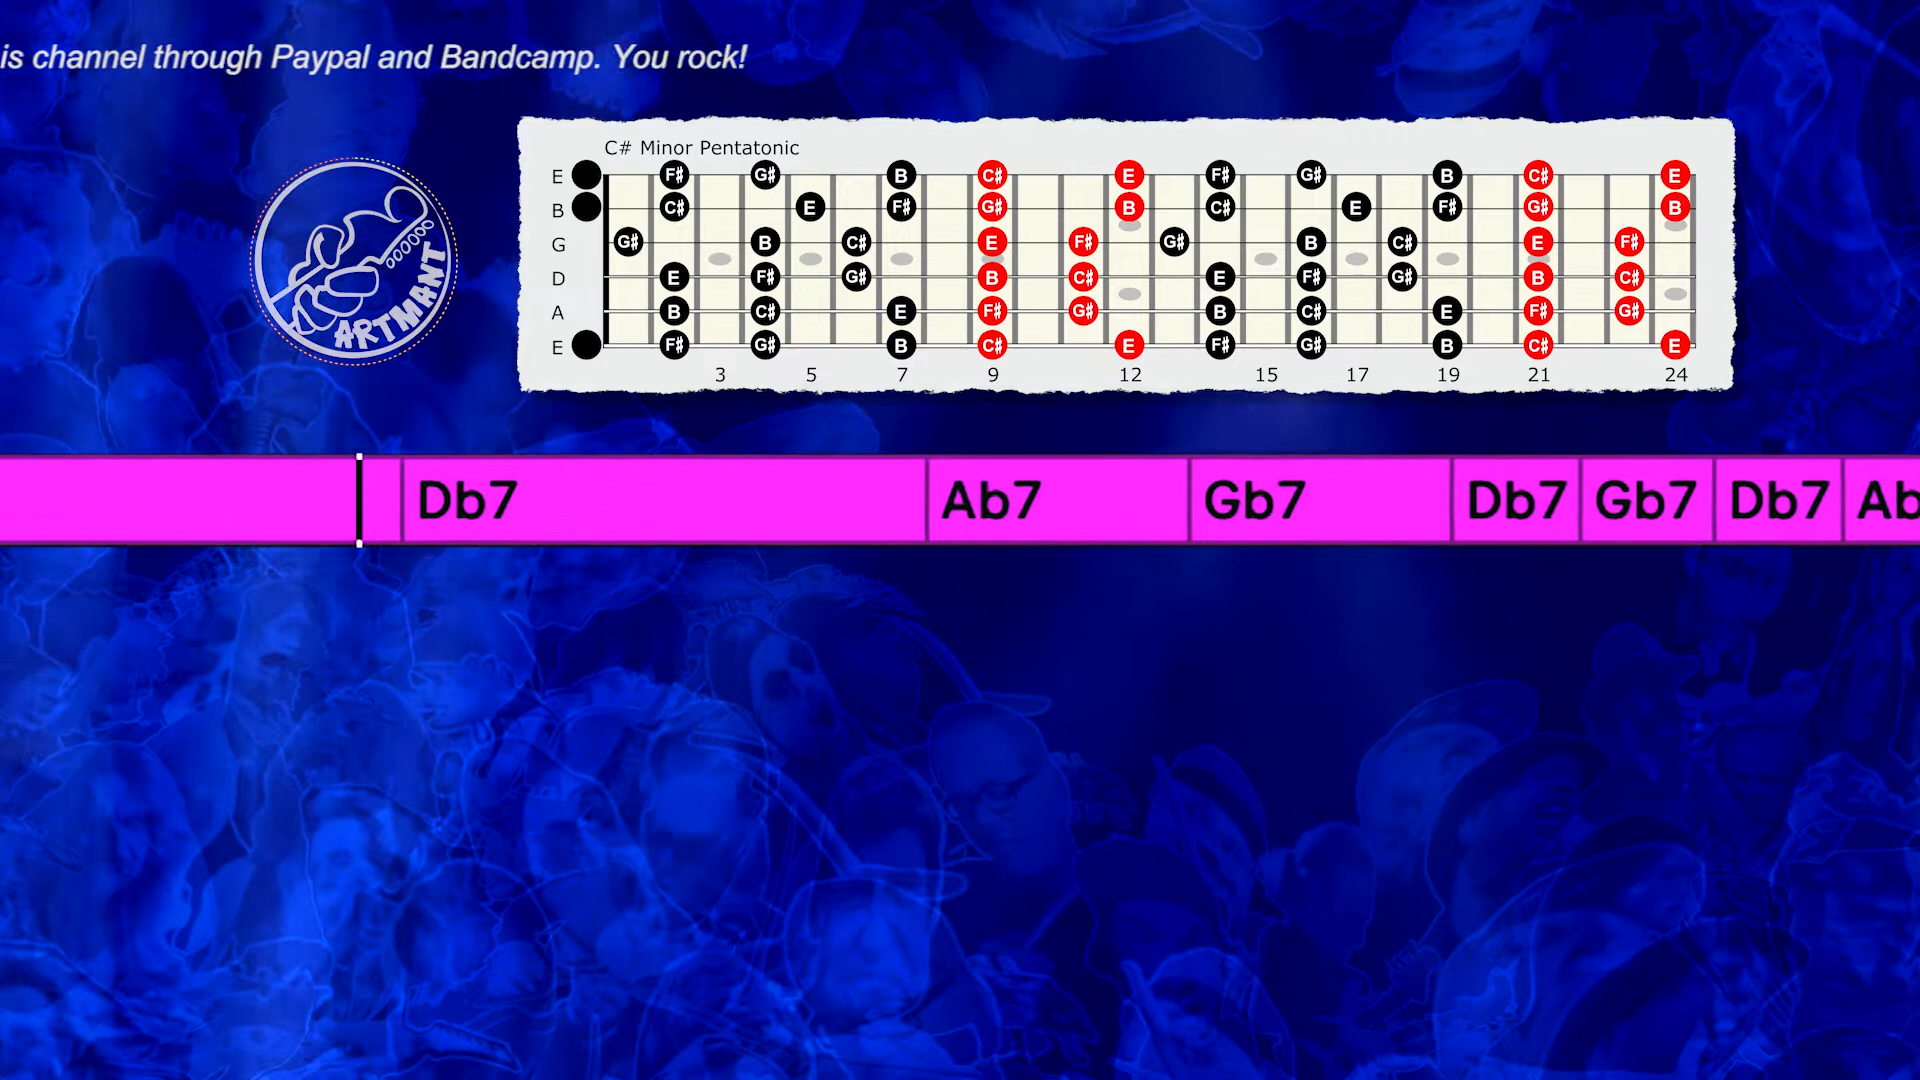 is channel through Paypal and Bandcamp. You rock!
C# Minor Pentatonic
E F# G# B C# E F# G# B C# E
B C# E F# G# B C# E F# G# B
G G# B C# E F# G# B C# E F#
D E F# G# B C# E F# G# B C#
A B C# E F# G# B C# E F# G#
E F# G# B C# E F# G# B C# E
3 5 7 9 12 15 17 19 21 24
ARTMANT
Db7 Ab7 Gb7 Db7 Gb7 Db7 Ab